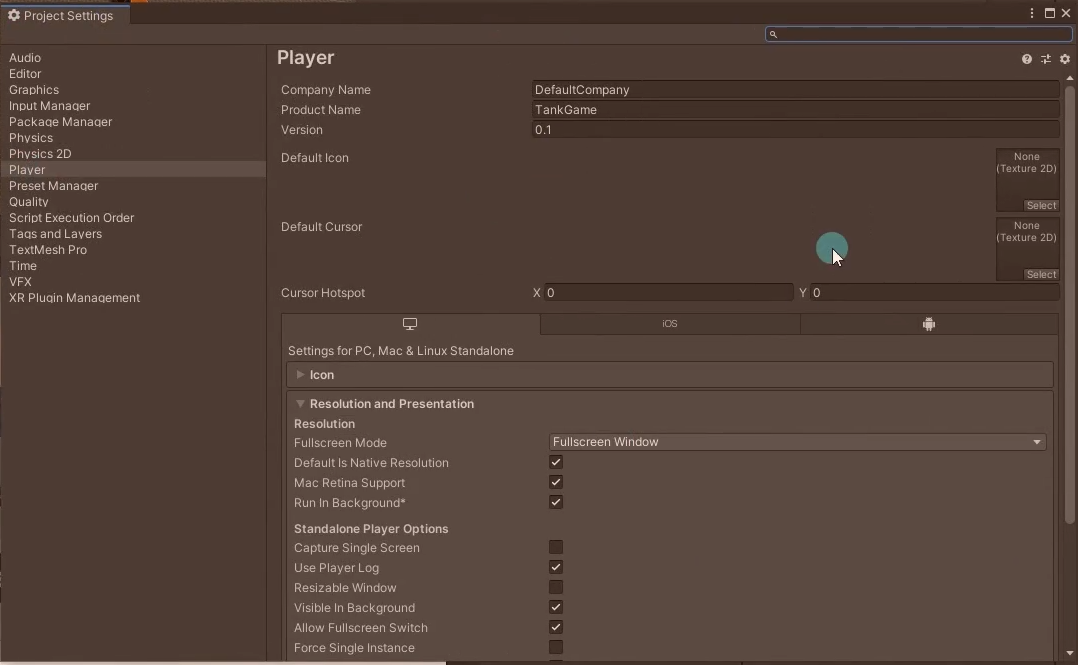 Project Settings
Audio
Editor
Graphics
Input Manager
Package Manager
Physics
Physics 2D
Player
Preset Manager
Quality
Script Execution Order
Tags and Layers
TextMesh Pro
Time
VFX
XR Plugin Management
Player
Company Name DefaultCompany
Product Name TankGame
Version 0.1
Default Icon
None
(Texture 2D)
Select
Default Cursor
None
(Texture 2D)
Select
Cursor Hotspot X 0 Y 0
iOS
Settings for PC, Mac & Linux Standalone
Icon
Resolution and Presentation
Resolution
Fullscreen Mode Fullscreen Window
Default Is Native Resolution
Mac Retina Support
Run In Background*
Standalone Player Options
Capture Single Screen
Use Player Log
Resizable Window
Visible In Background
Allow Fullscreen Switch
Force Single Instance